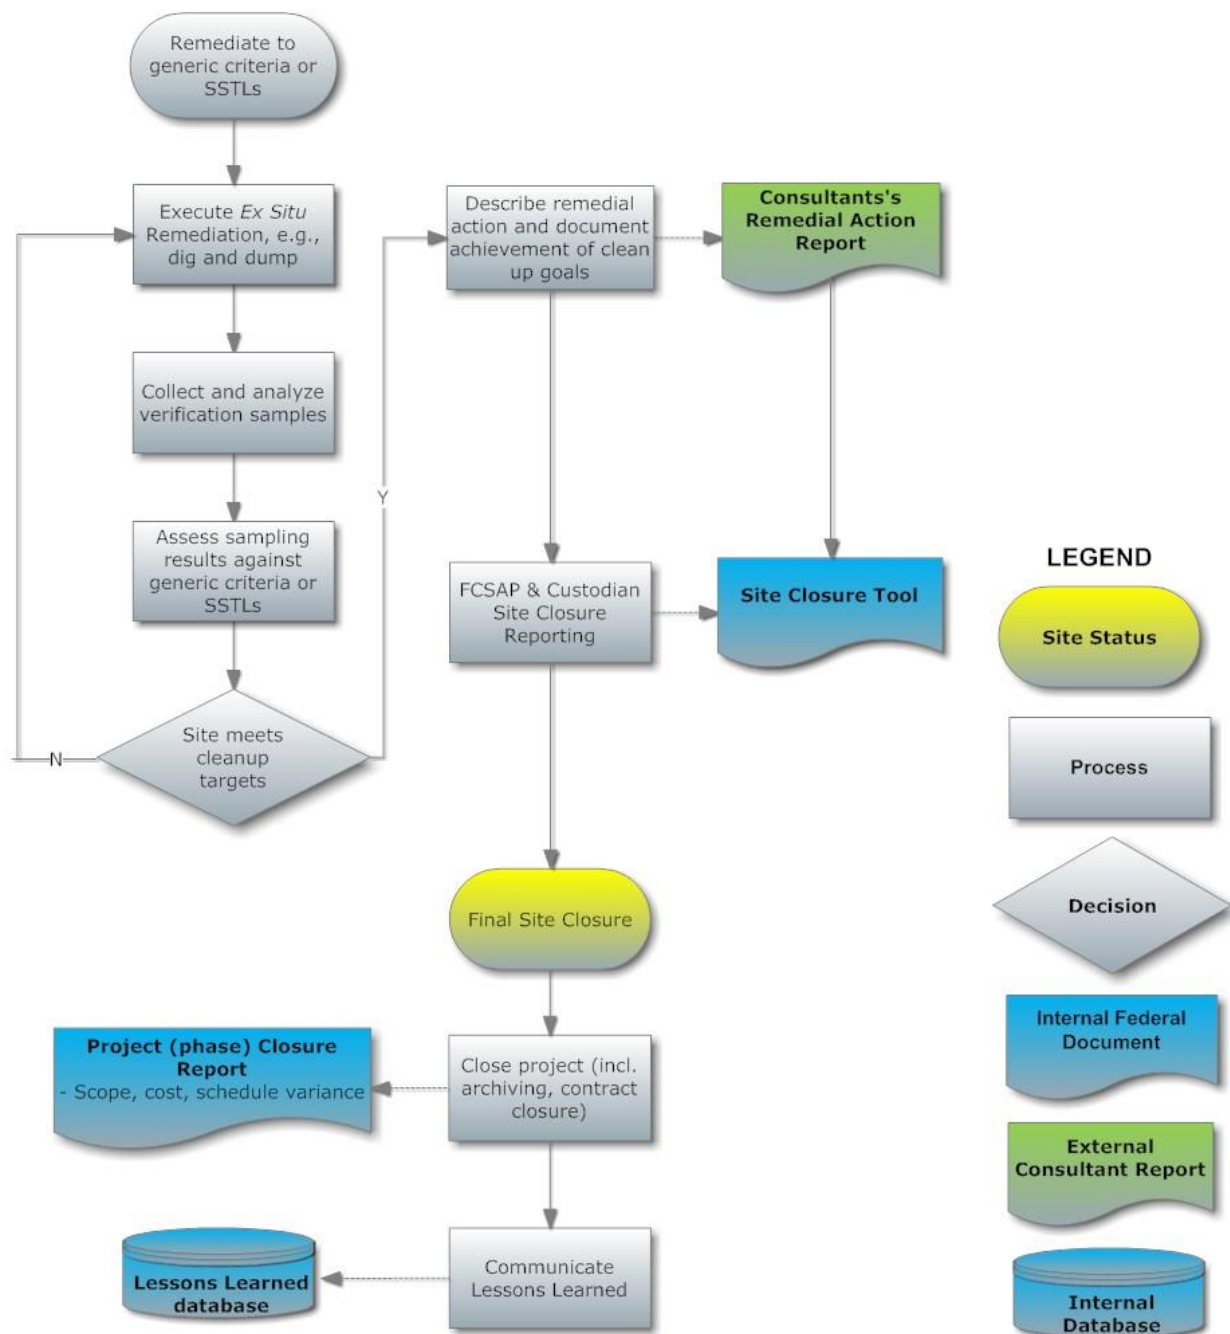 Remediate to
generic criteria or
SSTLs
Execute Ex Situ
Remediation, e.g.,
dig and dump
Collect and analyze
verification samples
Assess sampling
results against
generic criteria or
SSTLs
Site meets
cleanup
targets
N
Y
Describe remedial
action and document
achievement of clean
up goals
Consultants's
Remedial Action
Report
FCSAP & Custodian
Site Closure
Reporting
Site Closure Tool
Final Site Closure
Close project (incl.
archiving, contract
closure)
Project (phase) Closure
Report
- Scope, cost, schedule variance
Communicate
Lessons Learned
Lessons Learned
database
LEGEND
Site Status
Process
Decision
Internal Federal
Document
External
Consultant Report
Internal
Database